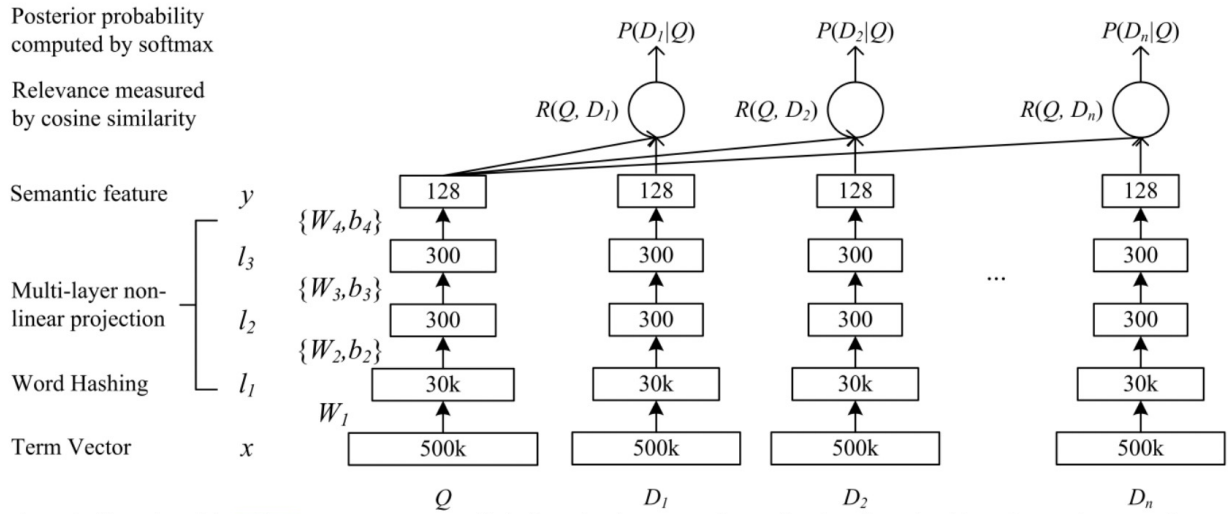 Posterior probability
computed by softmax
P(D₁|Q) P(D₂|Q) P(Dₙ|Q)
Relevance measured
by cosine similarity
R(Q, D₁) R(Q, D₂) R(Q, Dₙ)
Semantic feature y 128 128 128 128
{W₄,b₄}
l₃ 300 300 300 300
Multi-layer non-
linear projection
{W₃,b₃} ...
l₂ 300 300 300 300
{W₂,b₂}
Word Hashing l₁ 30k 30k 30k 30k
W₁
Term Vector x 500k 500k 500k 500k
Q D₁ D₂ Dₙ